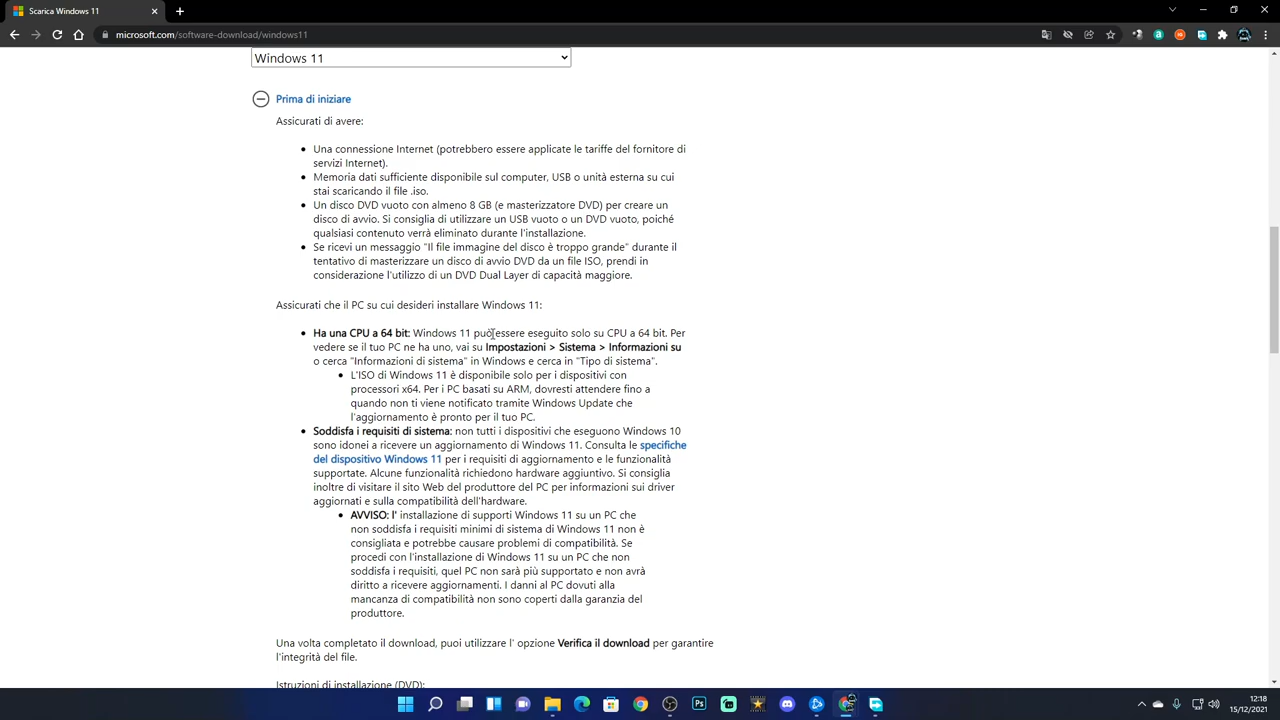 Scarica Windows 11
microsoft.com/software-download/windows11
Windows 11
Prima di iniziare
Assicurati di avere:
Una connessione Internet (potrebbero essere applicate le tariffe del fornitore di
servizi Internet).
Memoria dati sufficiente disponibile sul computer, USB o unità esterna su cui
stai scaricando il file .iso.
Un disco DVD vuoto con almeno 8 GB (e masterizzatore DVD) per creare un
disco di avvio. Si consiglia di utilizzare un USB vuoto o un DVD vuoto, poiché
qualsiasi contenuto verrà eliminato durante l'installazione.
Se ricevi un messaggio "Il file immagine del disco è troppo grande" durante il
tentativo di masterizzare un disco di avvio DVD da un file ISO, prendi in
considerazione l'utilizzo di un DVD Dual Layer di capacità maggiore.
Assicurati che il PC su cui desideri installare Windows 11:
Ha una CPU a 64 bit: Windows 11 può essere eseguito solo su CPU a 64 bit. Per
vedere se il tuo PC ne ha uno, vai su Impostazioni > Sistema > Informazioni su
o cerca "Informazioni di sistema" in Windows e cerca in "Tipo di sistema".
L'ISO di Windows 11 è disponibile solo per i dispositivi con
processori x64. Per i PC basati su ARM, dovresti attendere fino a
quando non ti viene notificato tramite Windows Update che
l'aggiornamento è pronto per il tuo PC.
Soddisfa i requisiti di sistema: non tutti i dispositivi che eseguono Windows 10
sono idonei a ricevere un aggiornamento di Windows 11. Consulta le specifiche
del dispositivo Windows 11 per i requisiti di aggiornamento e le funzionalità
supportate. Alcune funzionalità richiedono hardware aggiuntivo. Si consiglia
inoltre di visitare il sito Web del produttore del PC per informazioni sui driver
aggiornati e sulla compatibilità dell'hardware.
AVVISO: l' installazione di supporti Windows 11 su un PC che
non soddisfa i requisiti minimi di sistema di Windows 11 non è
consigliata e potrebbe causare problemi di compatibilità. Se
procedi con l'installazione di Windows 11 su un PC che non
soddisfa i requisiti, quel PC non sarà più supportato e non avrà
diritto a ricevere aggiornamenti. I danni al PC dovuti alla
mancanza di compatibilità non sono coperti dalla garanzia del
produttore.
Una volta completato il download, puoi utilizzare l' opzione Verifica il download per garantire
l'integrità del file.
Istruzioni di installazione (DVD):
12:18
15/12/2021